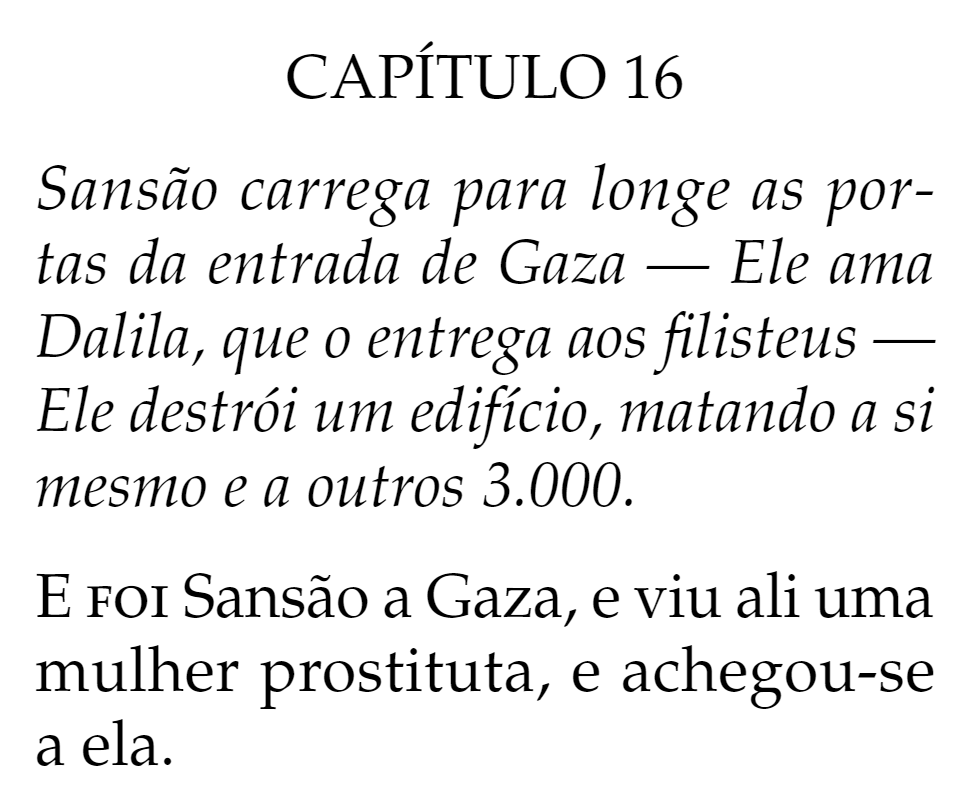 CAPÍTULO 16
Sansão carrega para longe as por-
tas da entrada de Gaza — Ele ama
Dalila, que o entrega aos filisteus —
Ele destrói um edifício, matando a si
mesmo e a outros 3.000.
E FOI Sansão a Gaza, e viu ali uma
mulher prostituta, e achegou-se
a ela.